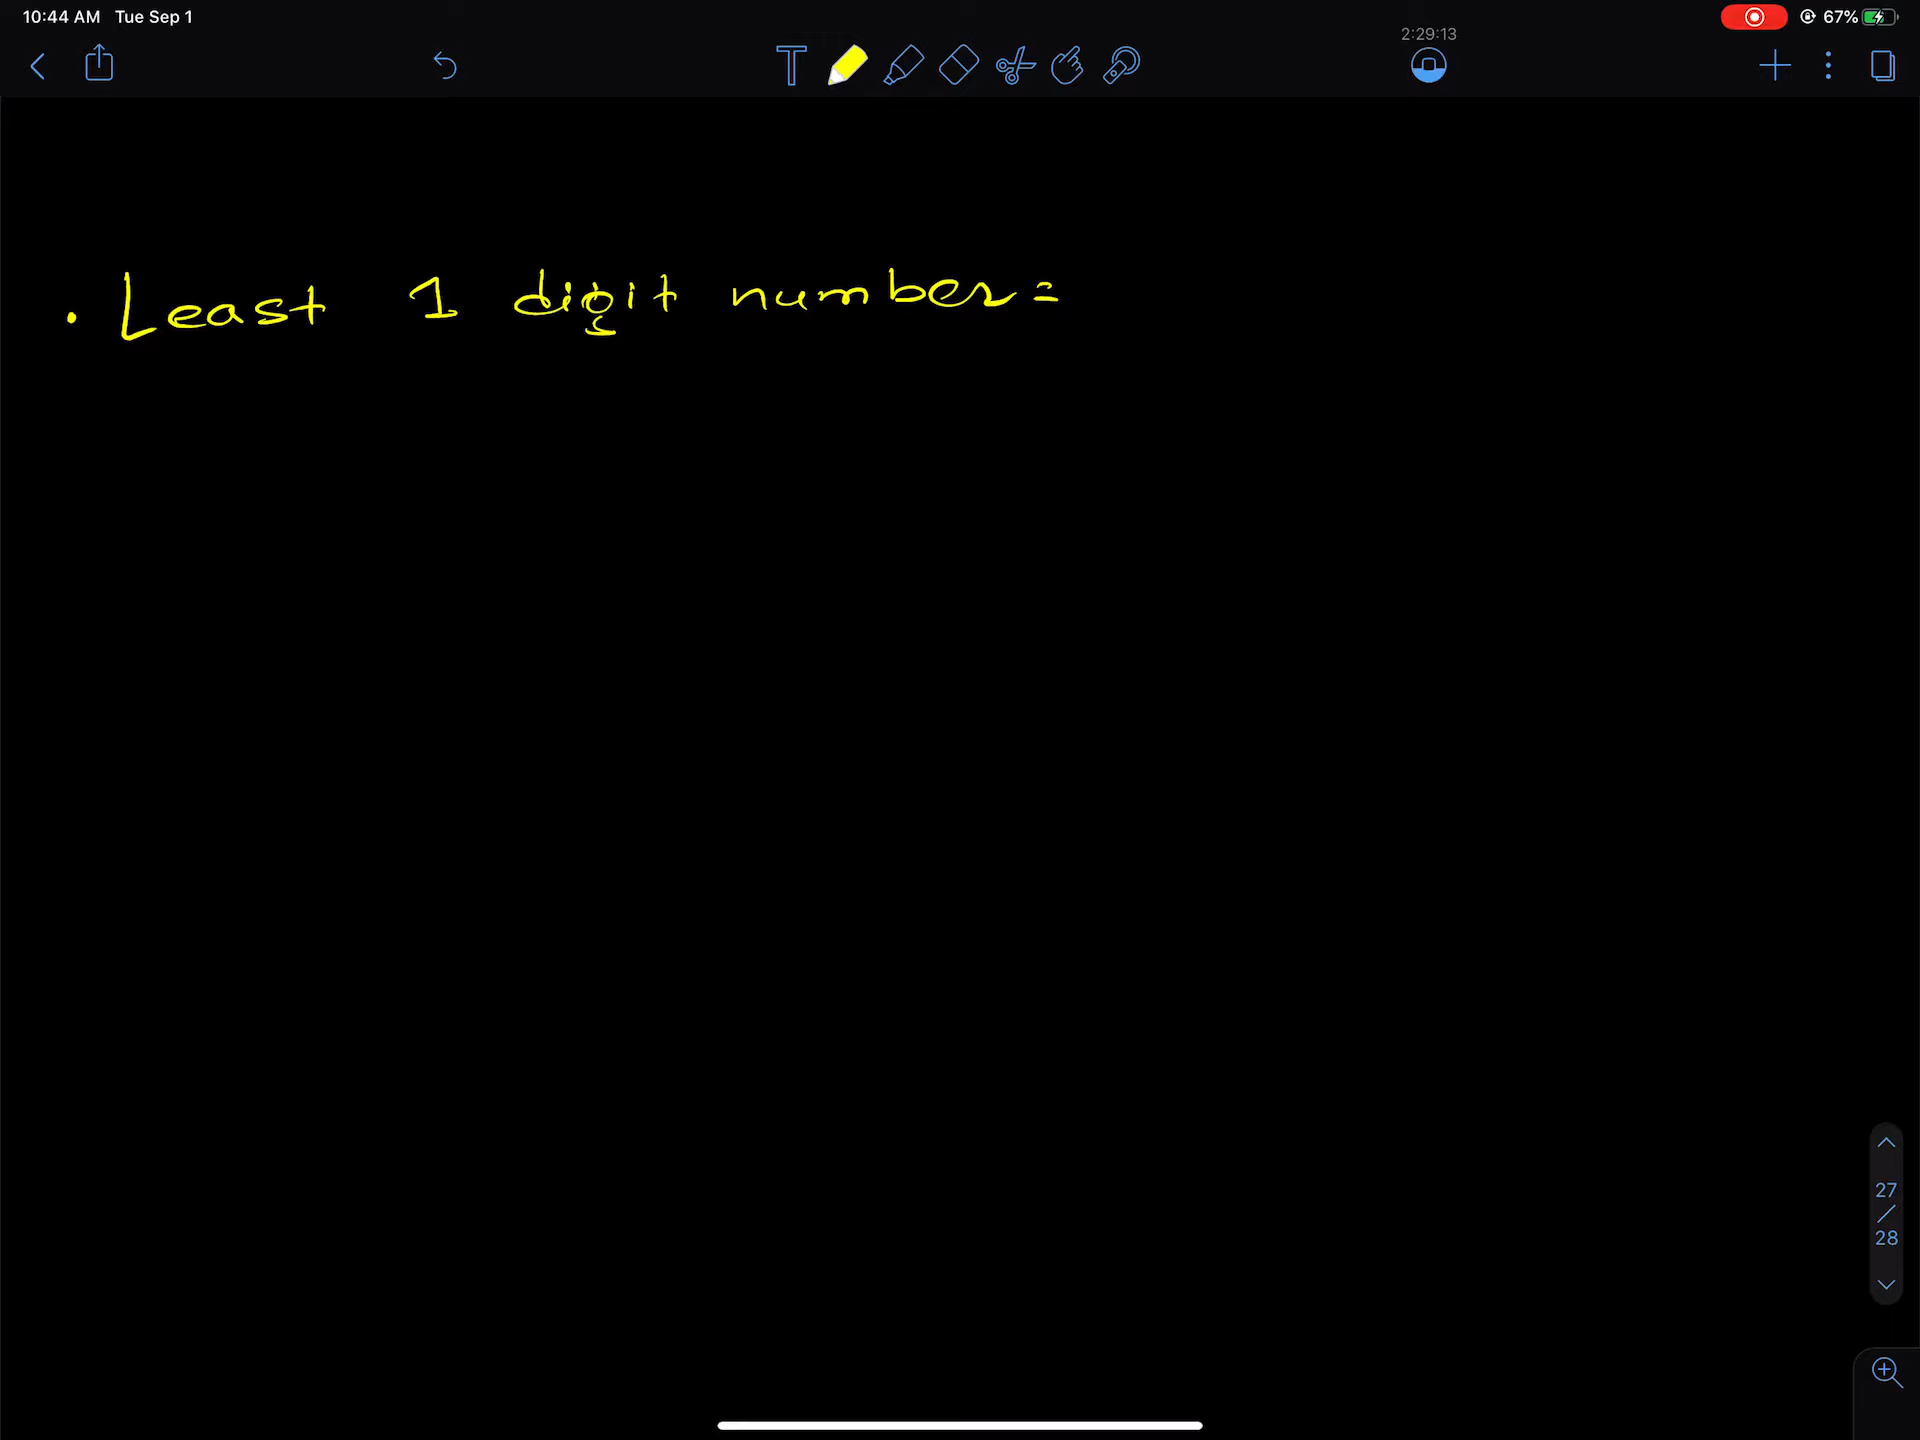 10:44 AM Tue Sep 1
67%
2:29:13
. Least 1 digit number =
27
/
28